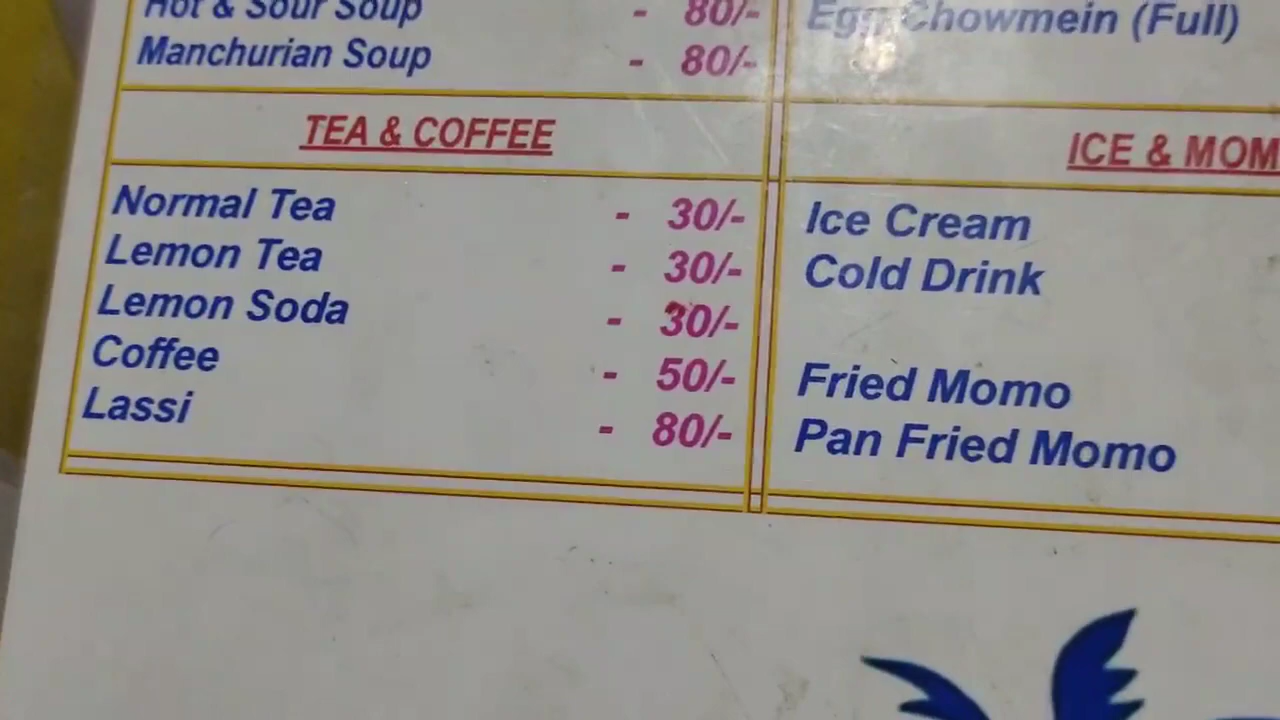 Hot & Sour Soup - 80/-
Manchurian Soup - 80/-
TEA & COFFEE
Normal Tea - 30/-
Lemon Tea - 30/-
Lemon Soda - 30/-
Coffee - 50/-
Lassi - 80/-
Egg Chowmein (Full)
ICE & MOM
Ice Cream
Cold Drink
Fried Momo
Pan Fried Momo